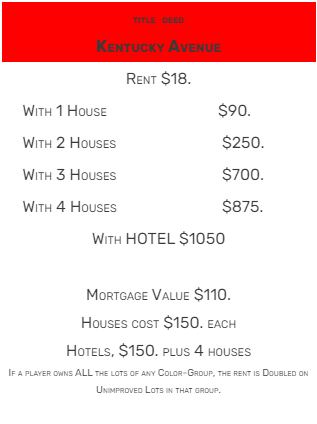 TITLE DEED
KENTUCKY AVENUE
RENT $18.
WITH 1 HOUSE $90.
WITH 2 HOUSES $250.
WITH 3 HOUSES $700.
WITH 4 HOUSES $875.
WITH HOTEL $1050
MORTGAGE VALUE $110.
HOUSES COST $150. EACH
HOTELS, $150. PLUS 4 HOUSES
IF A PLAYER OWNS ALL THE LOTS OF ANY COLOR-GROUP, THE RENT IS DOUBLED ON
UNIMPROVED LOTS IN THAT GROUP.